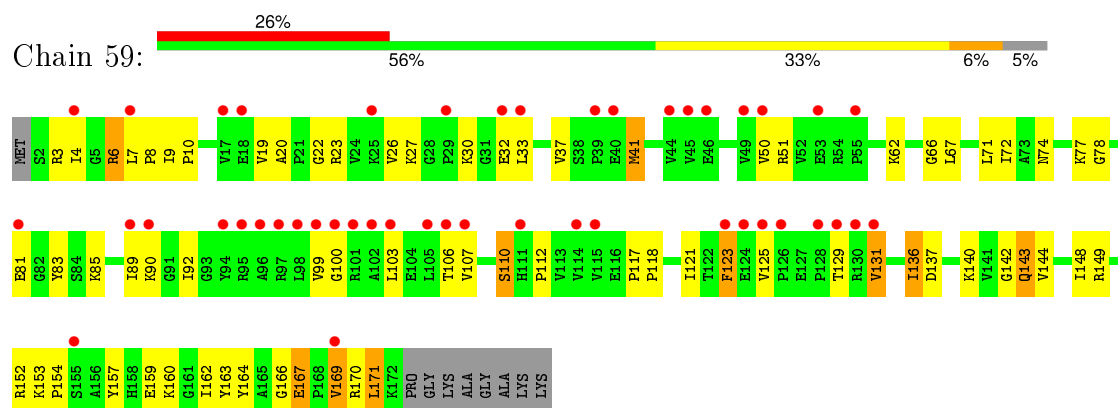 26%
Chain 59:
56% 33% 6% 5%
MET S2 R3 I4 G5 R6 L7 P8 I9 P10 V17 E18 V19 A20 P21 G22 R23 V24 K25 V26 K27 G28 P29 K30 G31 E32 L33 V37 S38 P39 E40 M41 V44 V45 E46 V49 V50 R51 V52 E53 R54 P55 K62 G66 L67 L71 I72 A73 N74 K77 G78
E81 G82 Y83 S84 K85 I89 K90 G91 I92 G93 Y94 R95 A96 R97 L98 V99 G100 R101 A102 L103 E104 L105 T106 V107 S110 H111 P112 V113 V114 V115 E116 P117 P118 I121 T122 F123 E124 V125 P126 E127 P128 T129 R130 V131 I136 D137 K140 V141 G142 Q143 V144 I148 R149
R152 K153 P154 S155 A156 Y157 H158 E159 K160 G161 I162 Y163 Y164 A165 G166 E167 P168 V169 R170 L171 K172 PRO GLY LYS ALA GLY ALA LYS LYS